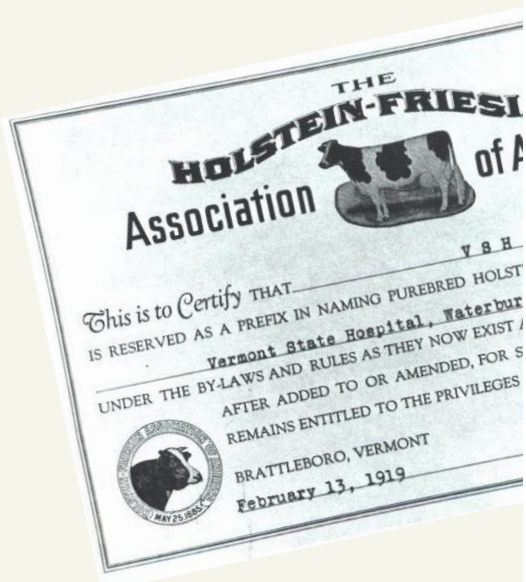 THE
HOLSTEIN-FRIESI
Association of A
This is to Certify THAT V S H
IS RESERVED AS A PREFIX IN NAMING PUREBRED HOLSTE
Vermont State Hospital, Waterbur
UNDER THE BY-LAWS AND RULES AS THEY NOW EXIST A
AFTER ADDED TO OR AMENDED, FOR S
REMAINS ENTITLED TO THE PRIVILEGES
BRATTLEBORO, VERMONT
February 13, 1919
MAY 25, 1885